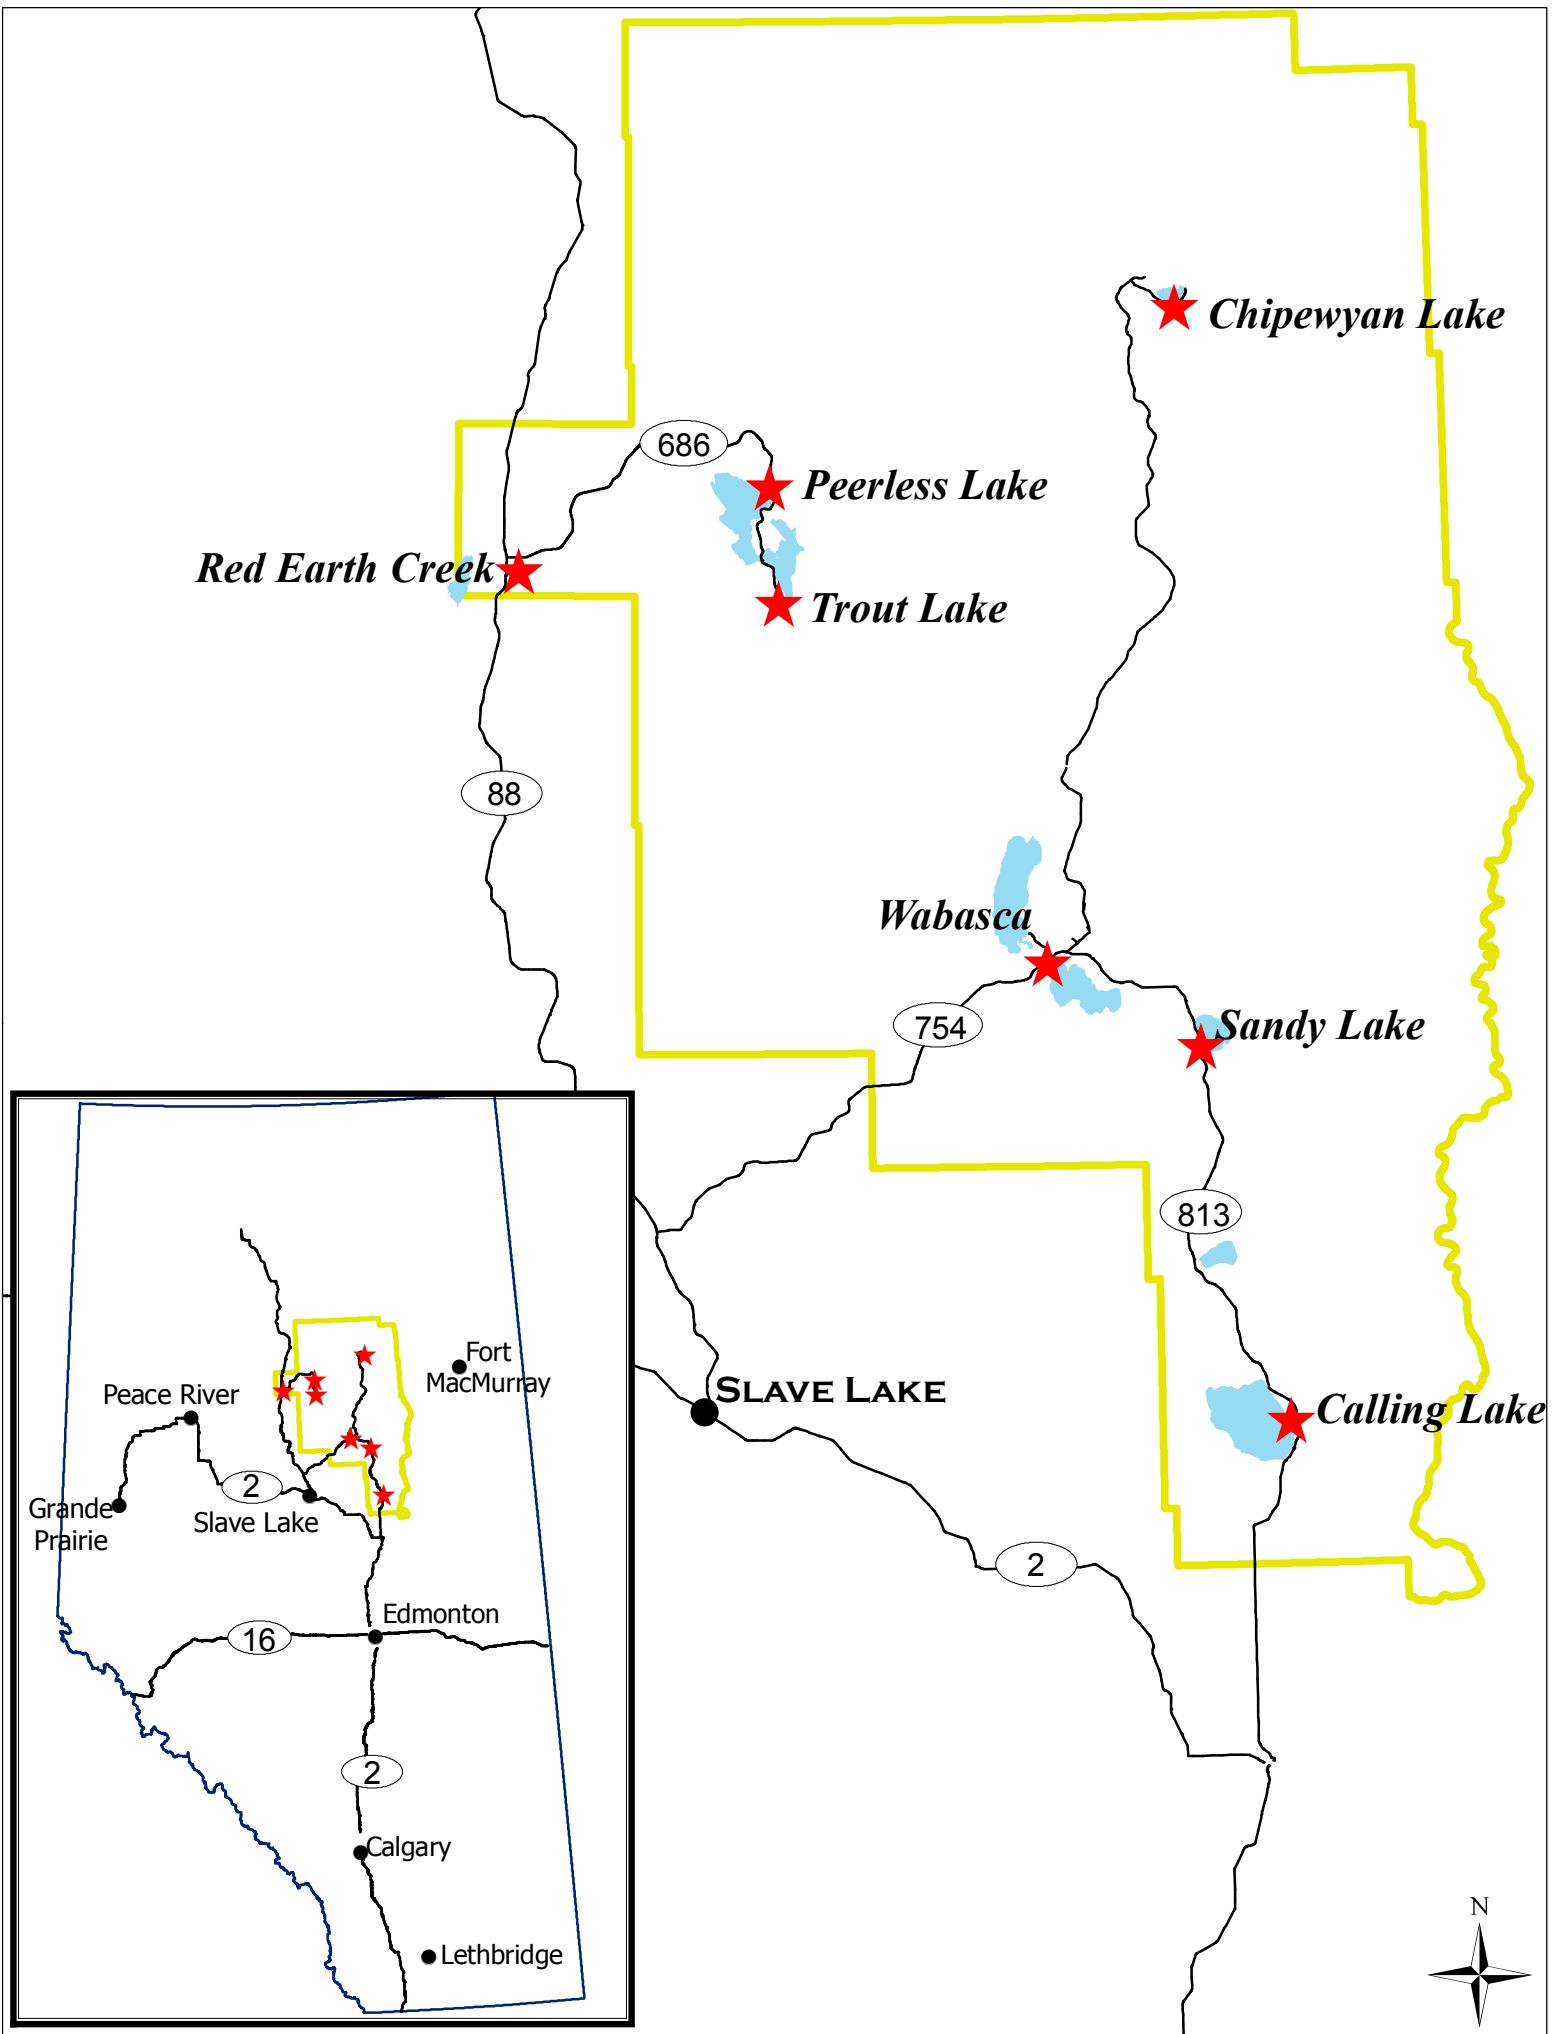 Chipewyan Lake
686
Peerless Lake
Red Earth Creek
Trout Lake
88
Wabasca
754
Sandy Lake
813
SLAVE LAKE
Calling Lake
2
N
Fort
MacMurray
Peace River
2
Grande
Prairie
Slave Lake
Edmonton
16
2
Calgary
Lethbridge